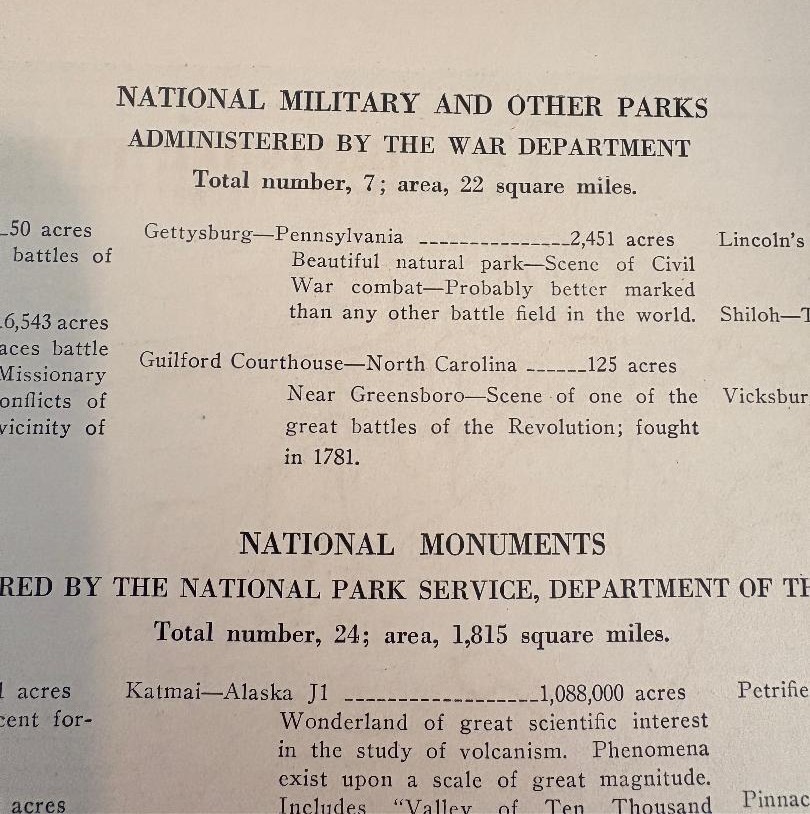 NATIONAL MILITARY AND OTHER PARKS
ADMINISTERED BY THE WAR DEPARTMENT
Total number, 7; area, 22 square miles.
50 acres
battles of
6,543 acres
aces battle
Missionary
onflicts of
vicinity of
Gettysburg—Pennsylvania ----------------2,451 acres
Beautiful natural park—Scene of Civil
War combat—Probably better marked
than any other battle field in the world.
Guilford Courthouse—North Carolina ------125 acres
Near Greensboro—Scene of one of the
great battles of the Revolution; fought
in 1781.
Lincoln's
Shiloh—T
Vicksbur
NATIONAL MONUMENTS
RED BY THE NATIONAL PARK SERVICE, DEPARTMENT OF TH
Total number, 24; area, 1,815 square miles.
acres
cent for-
acres
Katmai—Alaska J1 --------------------1,088,000 acres
Wonderland of great scientific interest
in the study of volcanism. Phenomena
exist upon a scale of great magnitude.
Includes "Valley of Ten Thousand
Petrifie
Pinnac